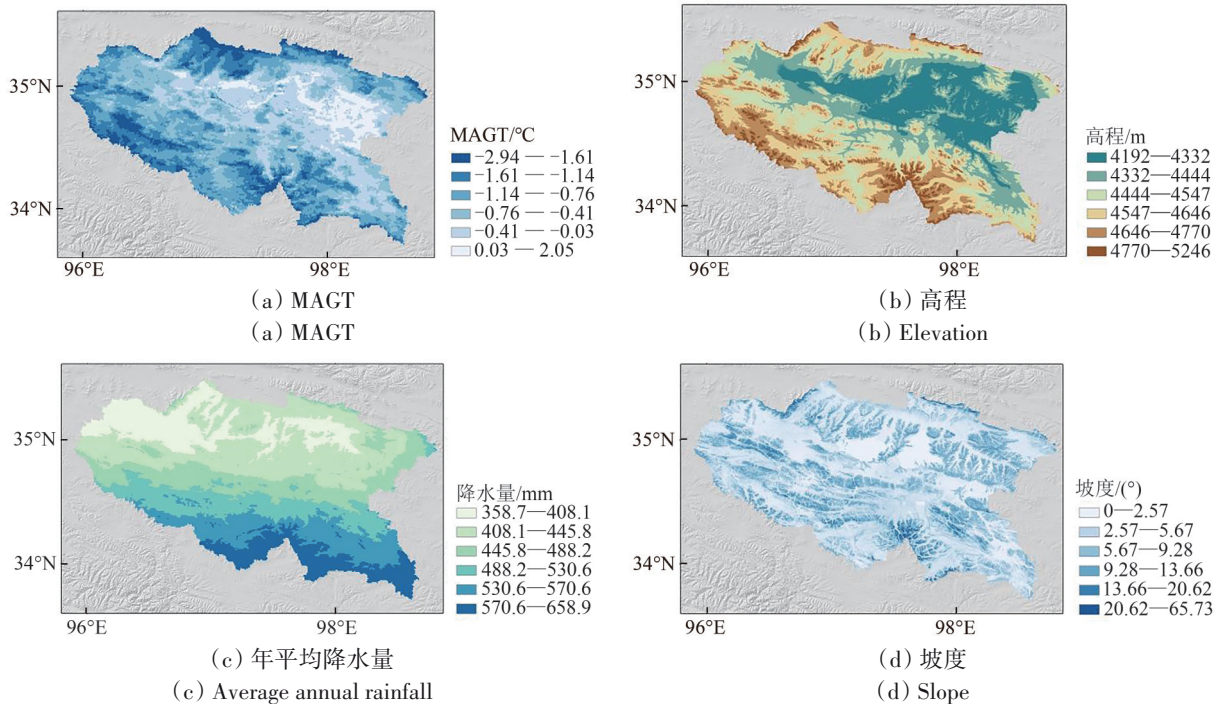 35°N
34°N
96°E
98°E
MAGT/℃
-2.94 — -1.61
-1.61 — -1.14
-1.14 — -0.76
-0.76 — -0.41
-0.41 — -0.03
0.03 — 2.05
(a) MAGT
(a) MAGT
35°N
34°N
96°E
98°E
高程/m
4192—4332
4332—4444
4444—4547
4547—4646
4646—4770
4770—5246
(b) 高程
(b) Elevation
35°N
34°N
96°E
98°E
降水量/mm
358.7—408.1
408.1—445.8
445.8—488.2
488.2—530.6
530.6—570.6
570.6—658.9
(c) 年平均降水量
(c) Average annual rainfall
35°N
34°N
96°E
98°E
坡度/(°)
0—2.57
2.57—5.67
5.67—9.28
9.28—13.66
13.66—20.62
20.62—65.73
(d) 坡度
(d) Slope